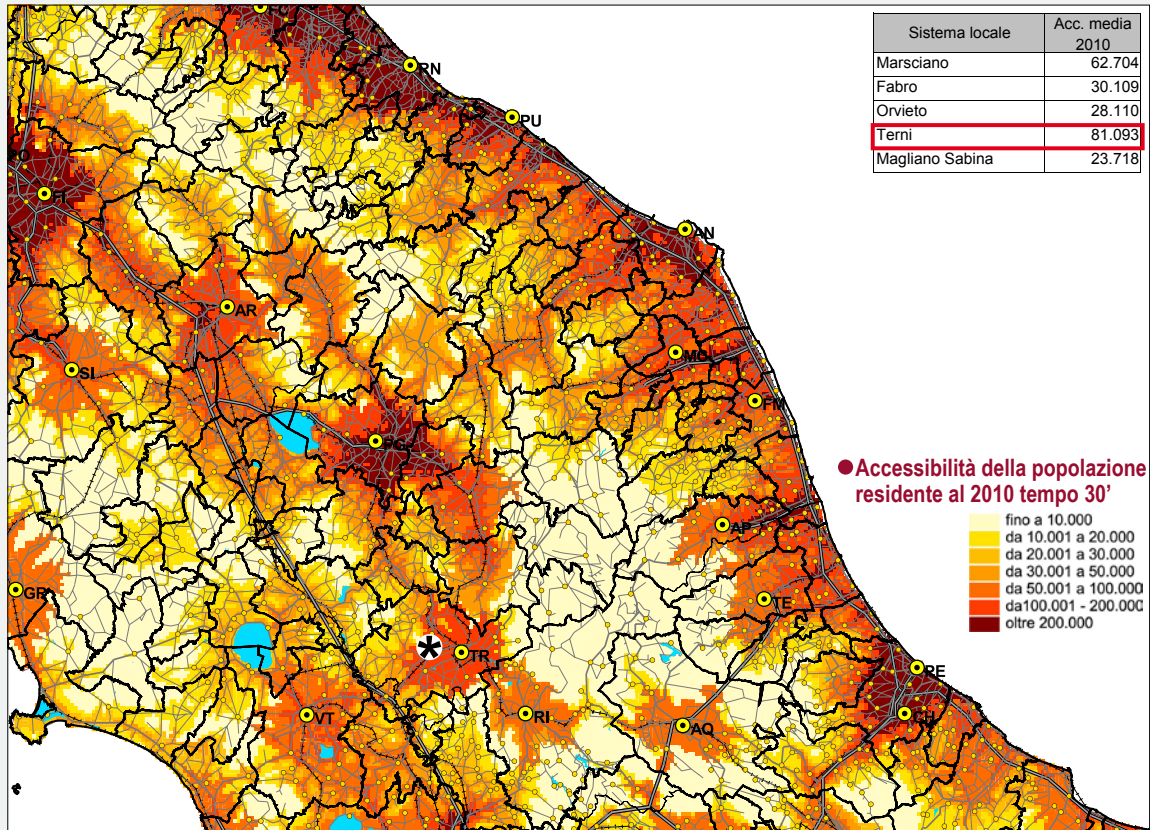 Sistema locale
Acc. media
2010
Marsciano 62.704
Fabro 30.109
Orvieto 28.110
Terni 81.093
Magliano Sabina 23.718
RN
PU
FI
AN
AR
MC
SI
FM
PG
●Accessibilità della popolazione
residente al 2010 tempo 30’
fino a 10.000
da 10.001 a 20.000
da 20.001 a 30.000
da 30.001 a 50.000
da 50.001 a 100.000
da100.001 - 200.000
oltre 200.000
AP
GR
TE
*
TR
PE
VT
RI
AQ
CH